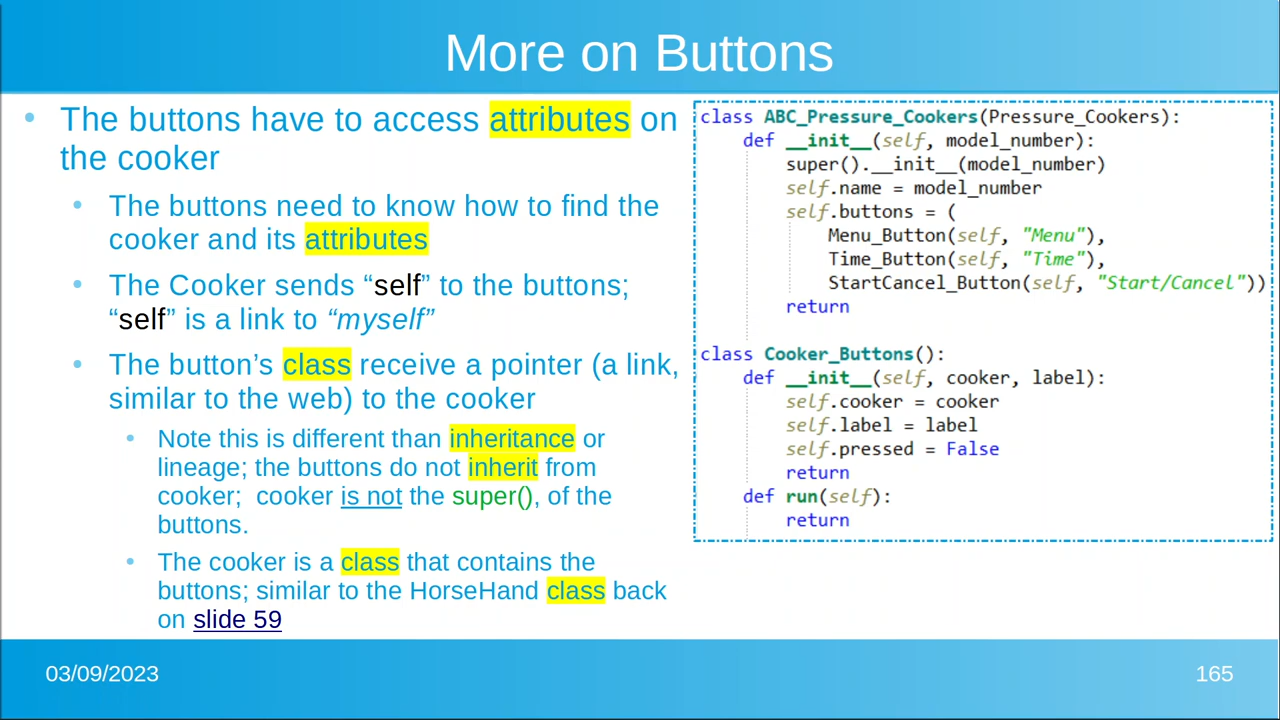 More on Buttons
• The buttons have to access attributes on
the cooker
• The buttons need to know how to find the
cooker and its attributes
• The Cooker sends “self” to the buttons;
“self” is a link to “myself”
• The button’s class receive a pointer (a link,
similar to the web) to the cooker
• Note this is different than inheritance or
lineage; the buttons do not inherit from
cooker;  cooker is not the super(), of the
buttons.
• The cooker is a class that contains the
buttons; similar to the HorseHand class back
on slide 59
class ABC_Pressure_Cookers(Pressure_Cookers):
    def __init__(self, model_number):
        super().__init__(model_number)
        self.name = model_number
        self.buttons = (
            Menu_Button(self, "Menu"),
            Time_Button(self, "Time"),
            StartCancel_Button(self, "Start/Cancel"))
        return
class Cooker_Buttons():
    def __init__(self, cooker, label):
        self.cooker = cooker
        self.label = label
        self.pressed = False
        return
    def run(self):
        return
03/09/2023
165